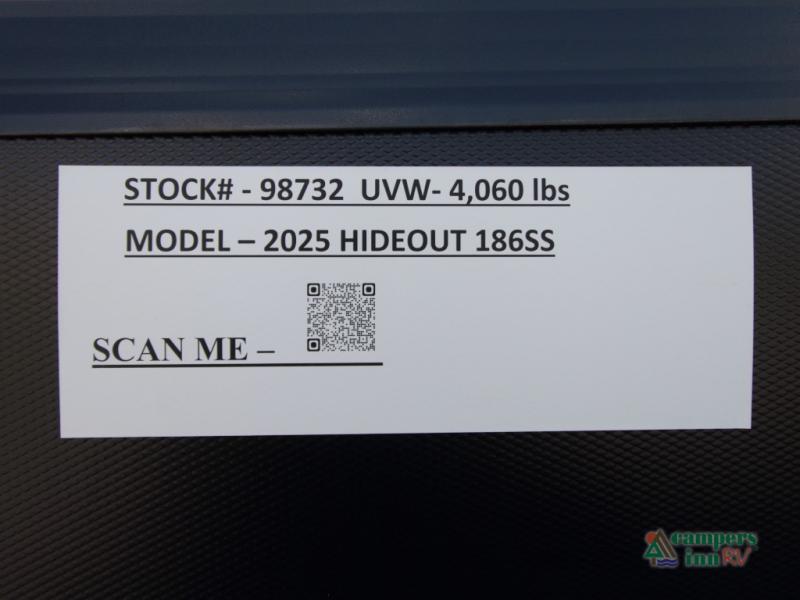 STOCK# - 98732 UVW- 4,060 lbs
MODEL – 2025 HIDEOUT 186SS
SCAN ME –
campers
inn RV